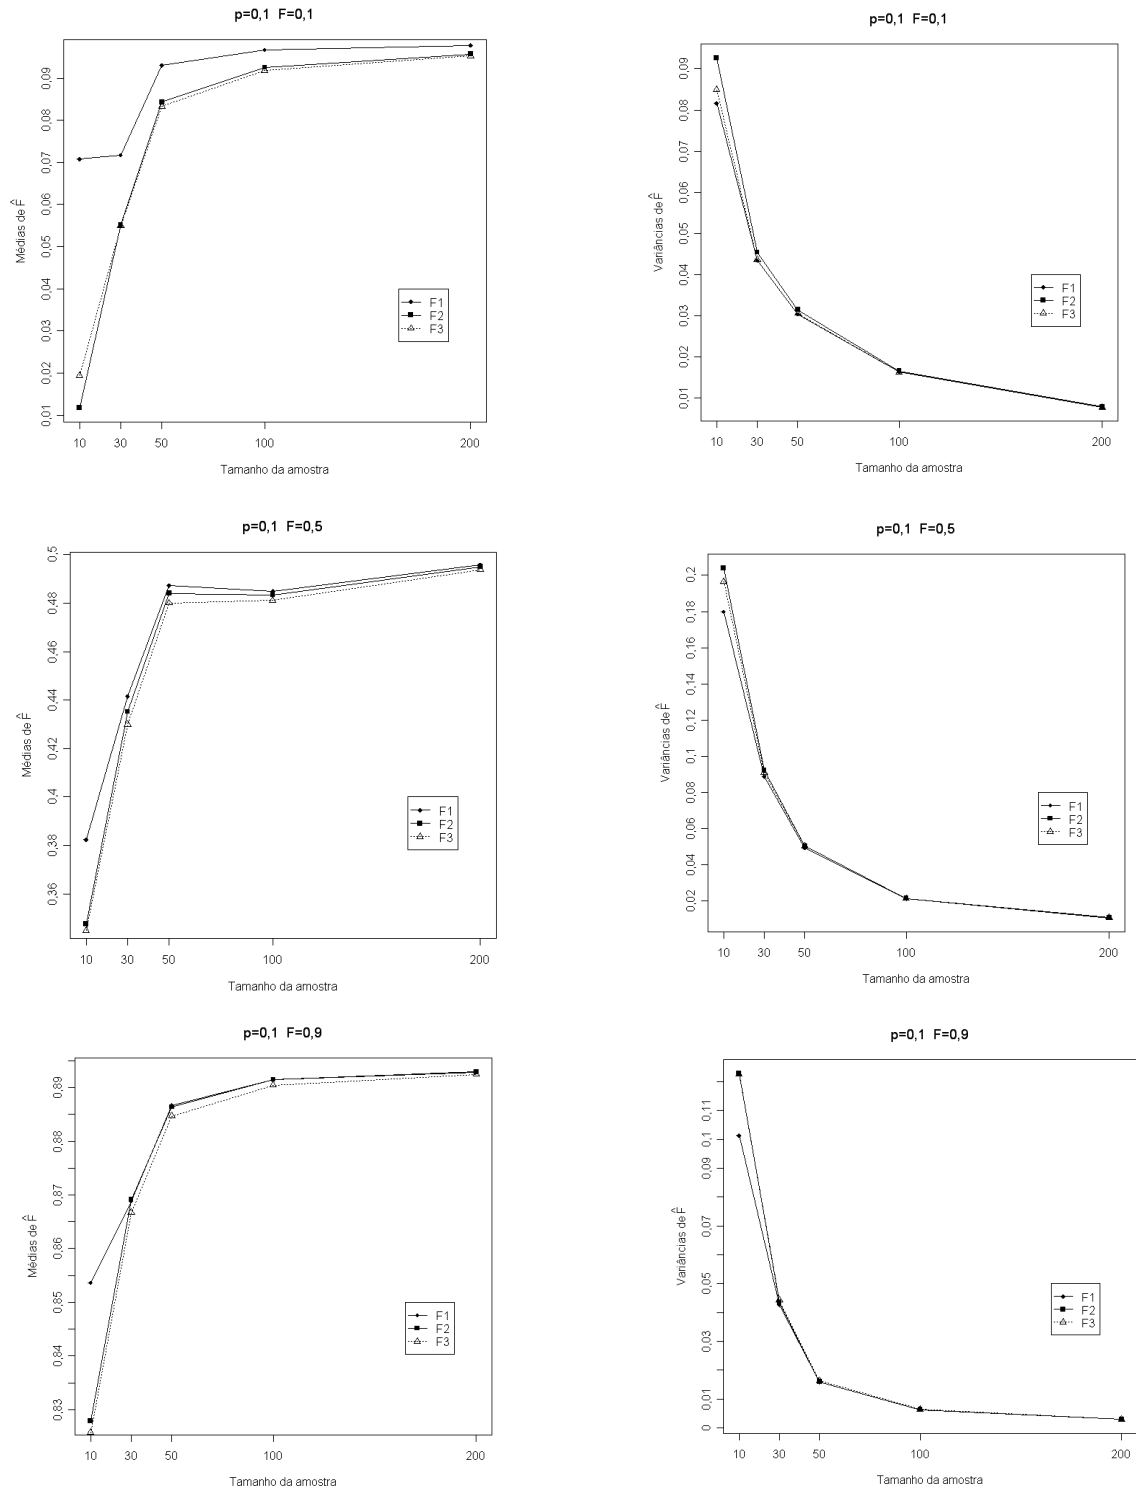 p=0,1 F=0,1
Médias de F̂
0,01 0,02 0,03 0,04 0,05 0,06 0,07 0,08 0,09
10 30 50 100 200
Tamanho da amostra
F1
F2
F3
p=0,1 F=0,1
Variâncias de F̂
0,01 0,02 0,03 0,04 0,05 0,06 0,07 0,08 0,09
10 30 50 100 200
Tamanho da amostra
F1
F2
F3
p=0,1 F=0,5
Médias de F̂
0,36 0,38 0,4 0,42 0,44 0,46 0,48 0,5
10 30 50 100 200
Tamanho da amostra
F1
F2
F3
p=0,1 F=0,5
Variâncias de F̂
0,02 0,04 0,06 0,08 0,1 0,12 0,14 0,16 0,18 0,2
10 30 50 100 200
Tamanho da amostra
F1
F2
F3
p=0,1 F=0,9
Médias de F̂
0,83 0,84 0,85 0,86 0,87 0,88 0,89
10 30 50 100 200
Tamanho da amostra
F1
F2
F3
p=0,1 F=0,9
Variâncias de F̂
0 0,01 0,03 0,05 0,07 0,09 0,1 0,11
10 30 50 100 200
Tamanho da amostra
F1
F2
F3